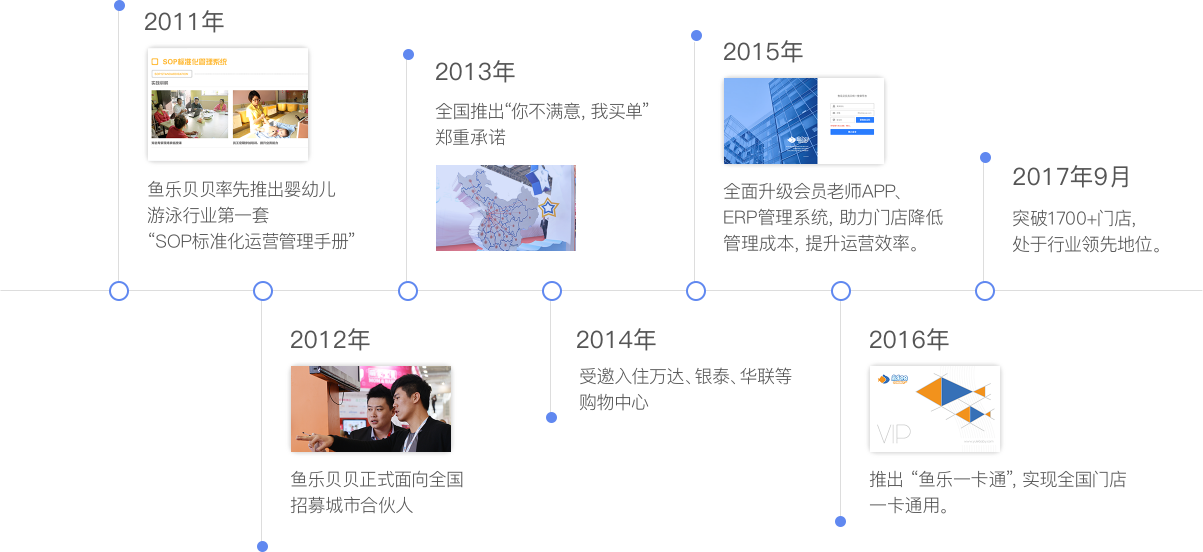 2011年
SOP标准化管理系统
鱼乐贝贝率先推出婴幼儿
游泳行业第一套
“SOP标准化运营管理手册”
2012年
鱼乐贝贝正式面向全国
招募城市合伙人
2013年
全国推出“你不满意, 我买单”
郑重承诺
2014年
受邀入住万达、银泰、华联等
购物中心
2015年
全面升级会员老师APP、
ERP管理系统, 助力门店降低
管理成本, 提升运营效率。
2016年
VIP
推出 “鱼乐一卡通”, 实现全国门店
一卡通用。
2017年9月
突破1700+门店,
处于行业领先地位。